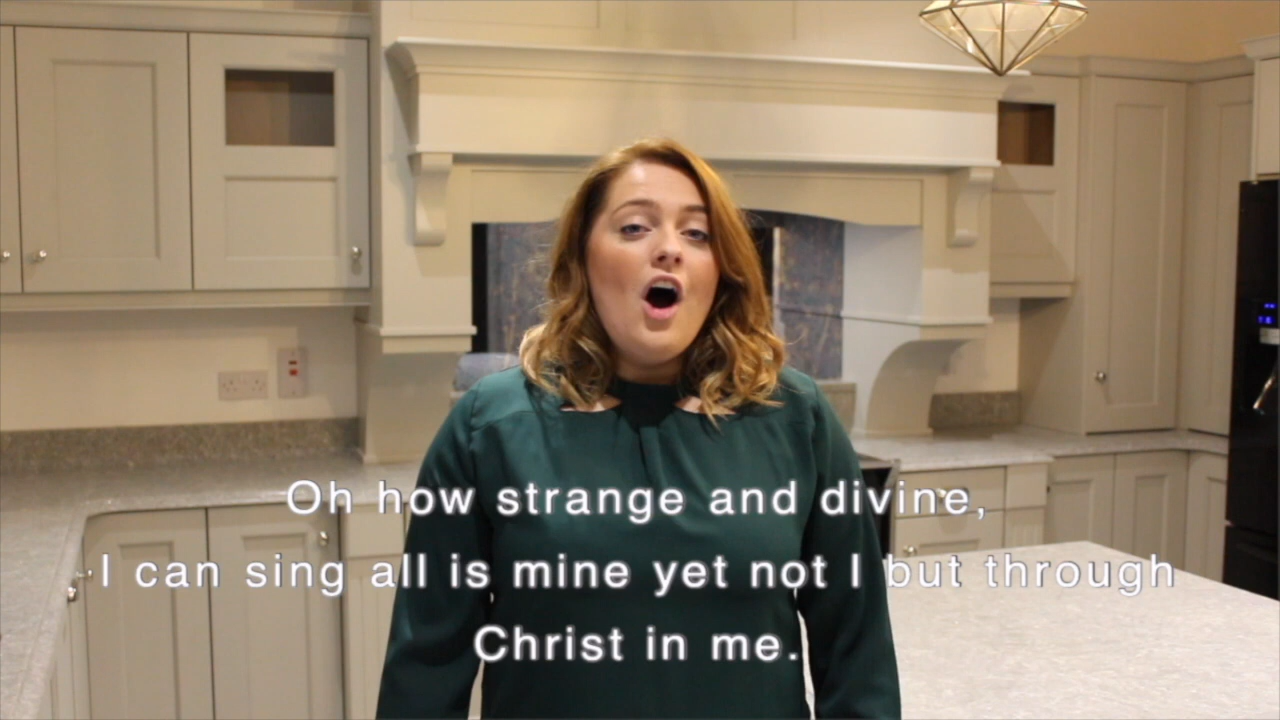 Oh how strange and divine,
I can sing all is mine yet not I but through
Christ in me.